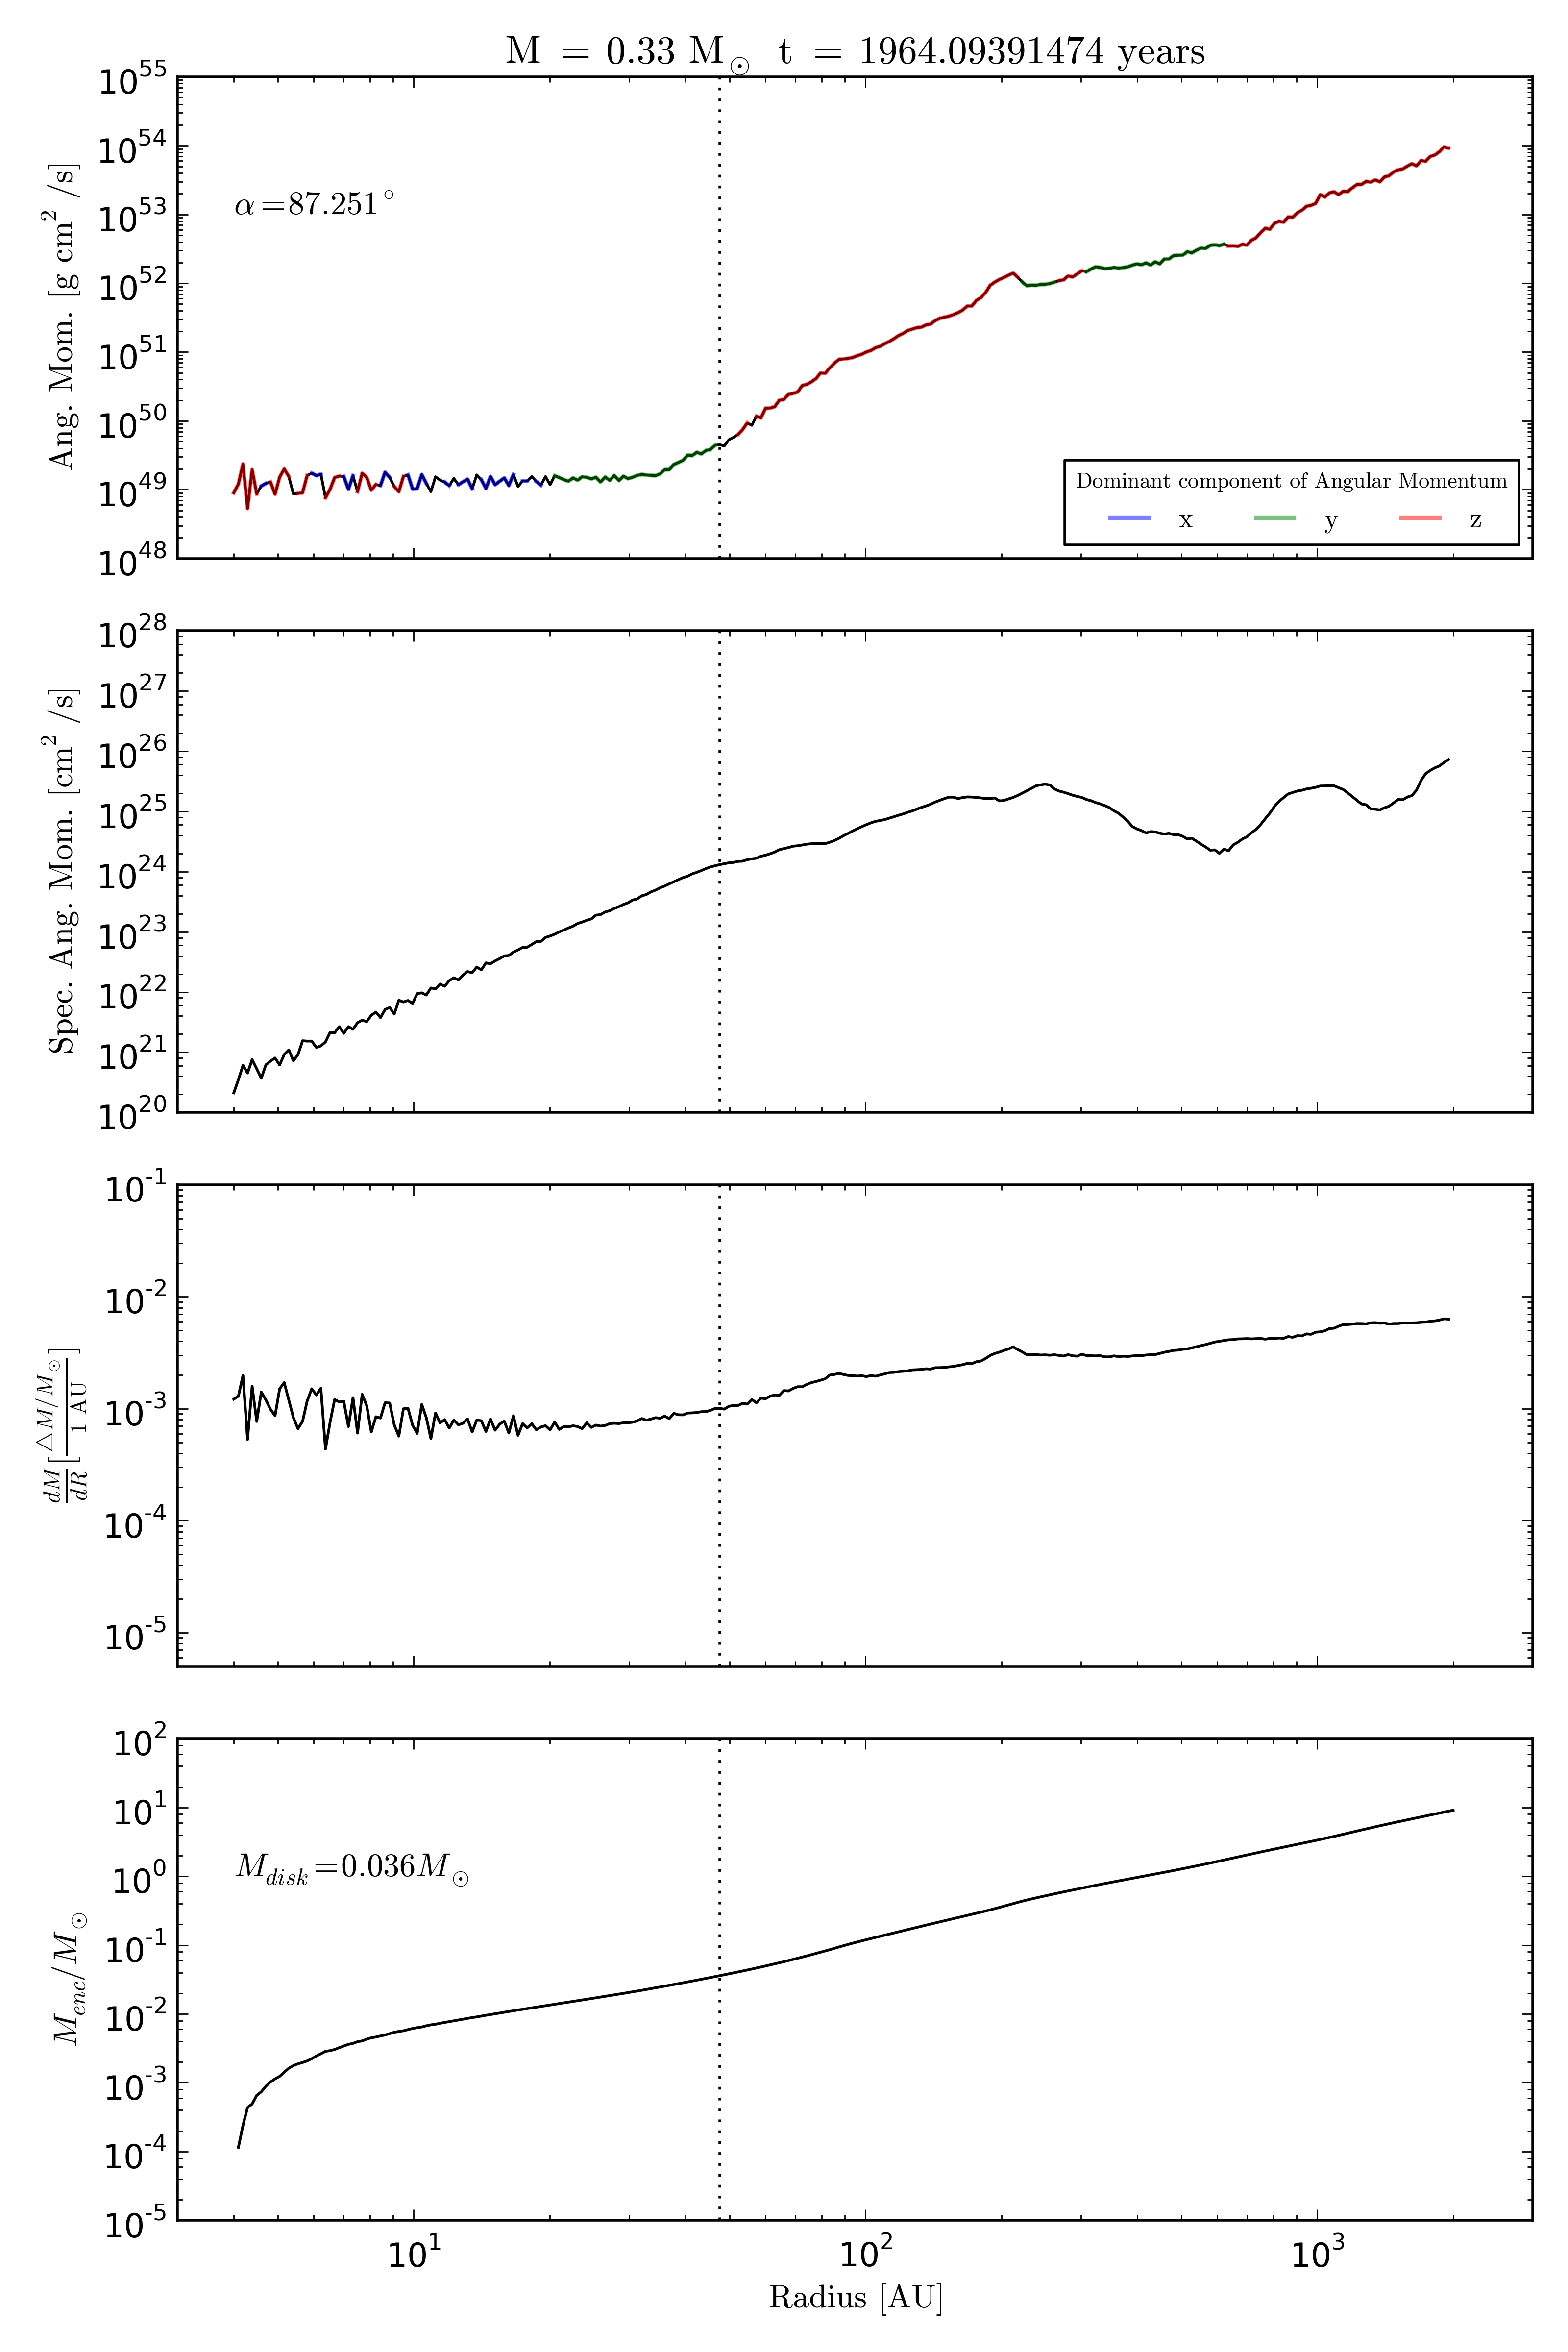 M = 0.33 M⊙ t = 1964.09391474 years
10^55
10^54
10^53
10^52
10^51
10^50
10^49
10^48
Ang. Mom. [g cm^2 /s]
α=87.251°
Dominant component of Angular Momentum
x y z
10^28
10^27
10^26
10^25
10^24
10^23
10^22
10^21
10^20
Spec. Ang. Mom. [cm^2 /s]
10^-1
10^-2
10^-3
10^-4
10^-5
dM/dR [△M/M⊙ / 1 AU]
10^2
10^1
10^0
10^-1
10^-2
10^-3
10^-4
10^-5
M_enc/M⊙
M_disk=0.036M⊙
10^1 10^2 10^3
Radius [AU]